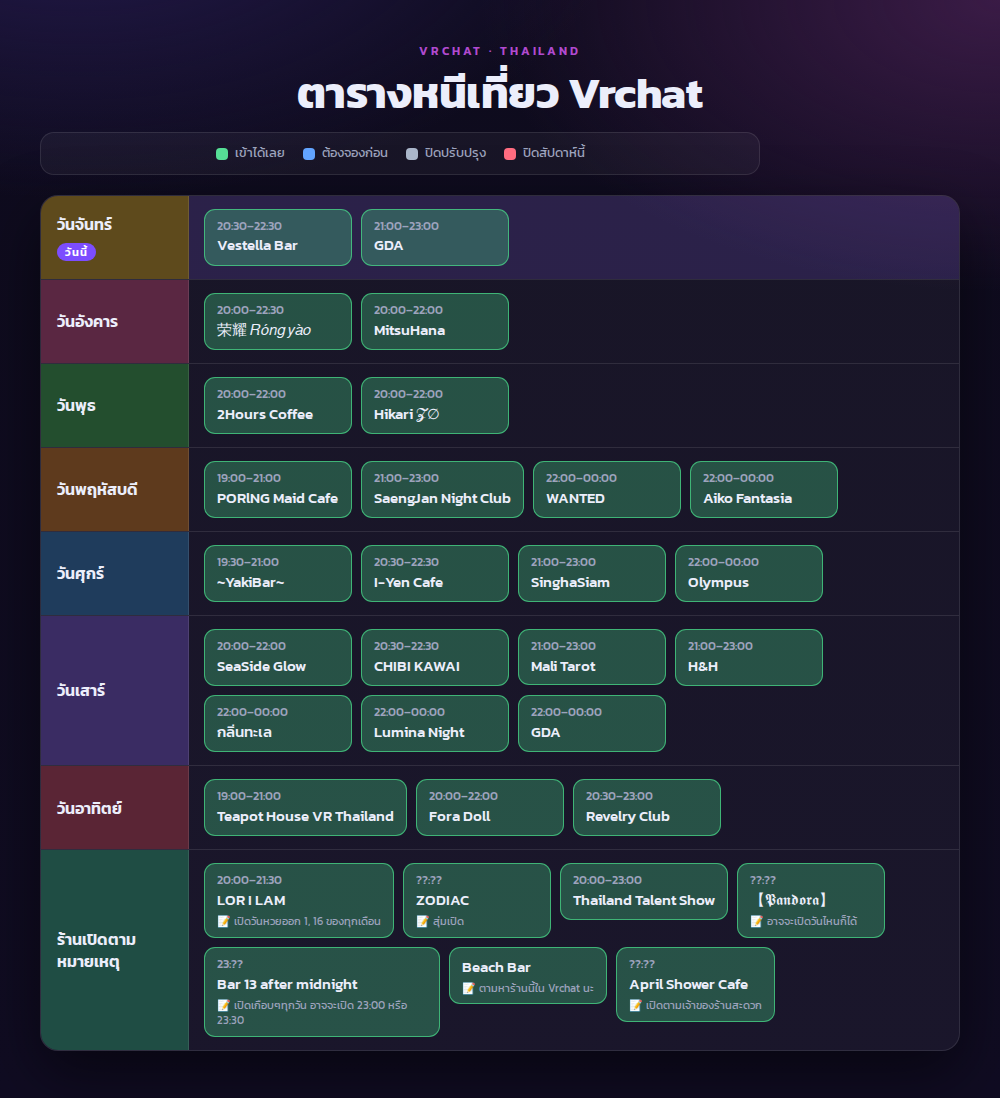 VRCHAT · THAILAND
ตารางหนีเที่ยว Vrchat
เข้าได้เลย
ต้องจองก่อน
ปิดปรับปรุง
ปิดสัปดาห์นี้
วันจันทร์
วันนี้
20:30–22:30
Vestella Bar
21:00–23:00
GDA
วันอังคาร
20:00–22:30
荣耀 𝘙ó𝘯𝘨 𝘺à𝘰
20:00–22:00
MitsuHana
วันพุธ
20:00–22:00
2Hours Coffee
20:00–22:00
Hikari 𝒵∅
วันพฤหัสบดี
19:00–21:00
PORlNG Maid Cafe
21:00–23:00
SaengJan Night Club
22:00–00:00
WANTED
22:00–00:00
Aiko Fantasia
วันศุกร์
19:30–21:00
~YakiBar~
20:30–22:30
I-Yen Cafe
21:00–23:00
SinghaSiam
22:00–00:00
Olympus
วันเสาร์
20:00–22:00
SeaSide Glow
20:30–22:30
CHIBI KAWAI
21:00–23:00
Mali Tarot
21:00–23:00
H&H
22:00–00:00
กลิ่นทะเล
22:00–00:00
Lumina Night
22:00–00:00
GDA
วันอาทิตย์
19:00–21:00
Teapot House VR Thailand
20:00–22:00
Fora Doll
20:30–23:00
Revelry Club
ร้านเปิดตาม
หมายเหตุ
20:00–21:30
LOR I LAM
📝 เปิดวันหวยออก 1, 16 ของทุกเดือน
??:??
ZODIAC
📝 สุ่มเปิด
20:00–23:00
Thailand Talent Show
??:??
【𝕻𝖆𝖓𝖉𝖔𝖗𝖆】
📝 อาจจะเปิดวันไหนก็ได้
23:??
Bar 13 after midnight
📝 เปิดเกือบๆทุกวัน อาจจะเปิด 23:00 หรือ
23:30
Beach Bar
📝 ตามหาร้านนี้ใน Vrchat นะ
??:??
April Shower Cafe
📝 เปิดตามเจ้าของร้านสะดวก